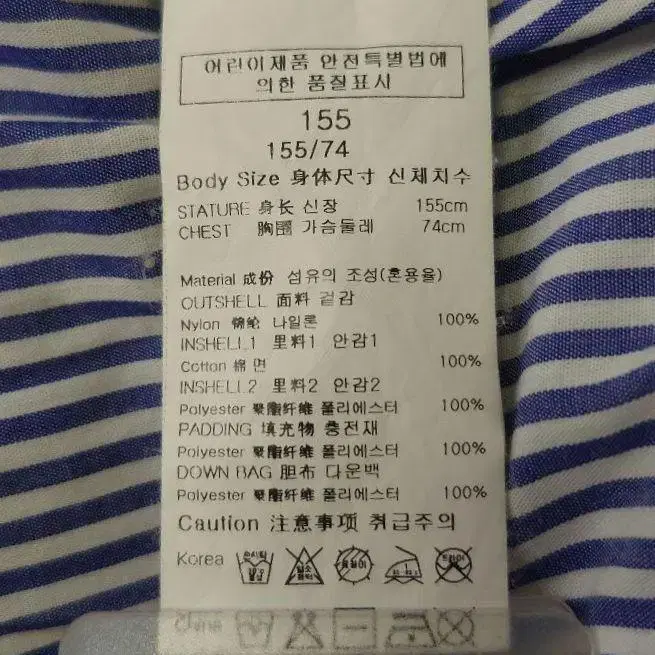 어린이제품 안전특별법에
의한 품질표시
155
155/74
Body Size 身体尺寸 신체치수
STATURE 身长 신장 155cm
CHEST 胸圍 가슴둘레 74cm
Material 成份 섬유의 조성(혼용율)
OUTSHELL 面料 겉감
Nylon 锦纶 나일론 100%
INSHELL1 里料1 안감1
Cotton 棉 면 100%
INSHELL2 里料2 안감2
Polyester 聚酯纤维 폴리에스터 100%
PADDING 填充物 충전재
Polyester 聚酯纤维 폴리에스터 100%
DOWN BAG 胆布 다운백
Polyester 聚酯纤维 폴리에스터 100%
Caution 注意事项 취급주의
Korea
China